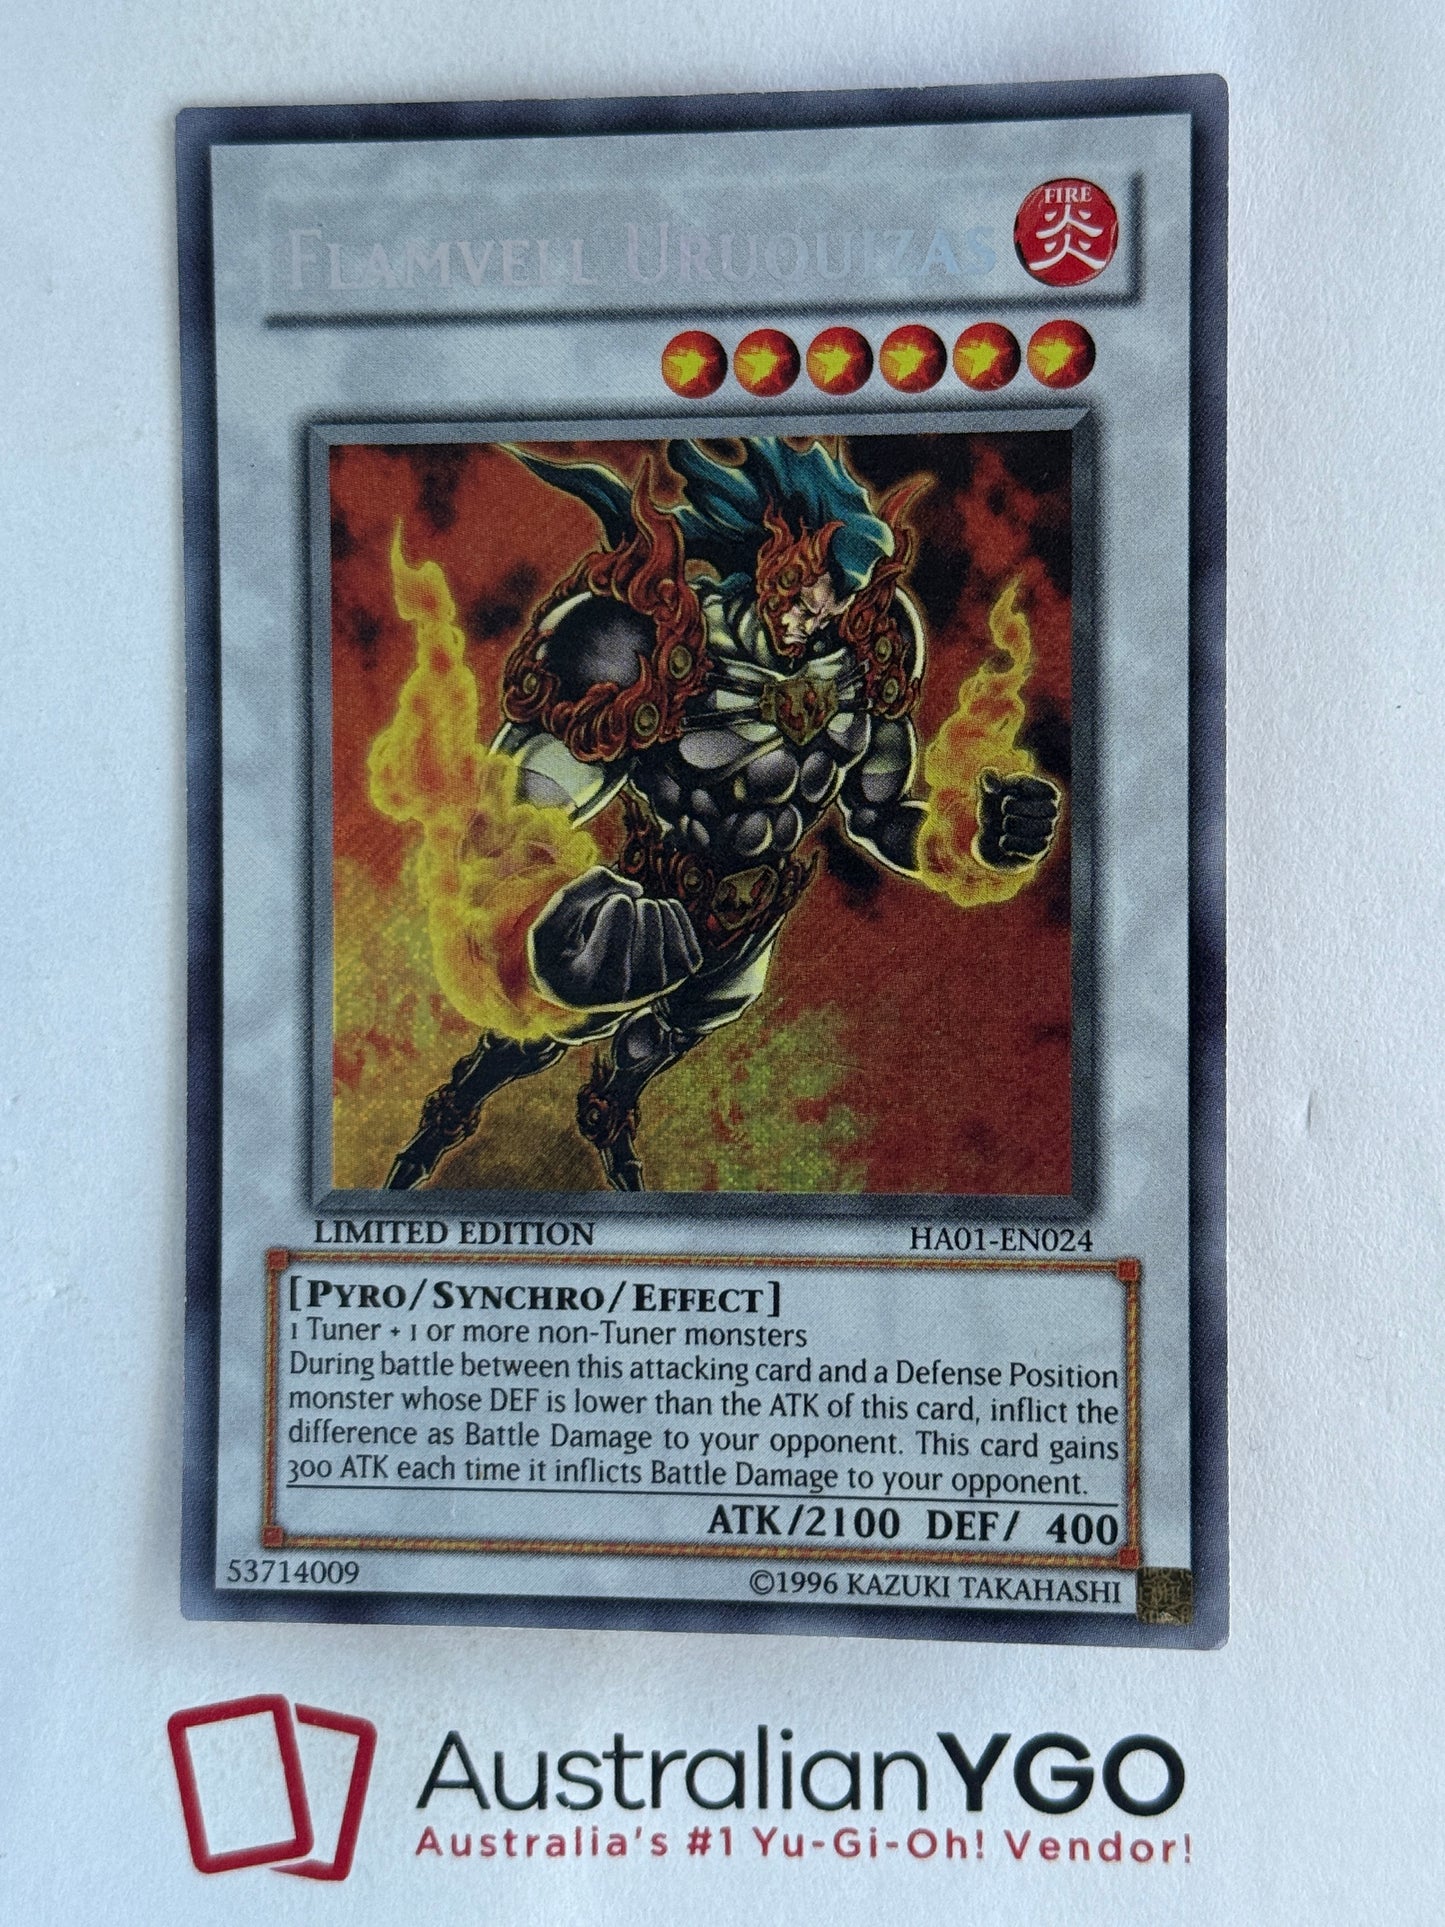 FLAMVELL URUQUIZAS
FIRE
炎
LIMITED EDITION
HA01-EN024
[PYRO/SYNCHRO/EFFECT]
1 Tuner + 1 or more non-Tuner monsters
During battle between this attacking card and a Defense Position
monster whose DEF is lower than the ATK of this card, inflict the
difference as Battle Damage to your opponent. This card gains
300 ATK each time it inflicts Battle Damage to your opponent.
ATK/2100 DEF/ 400
53714009
©1996 KAZUKI TAKAHASHI
AustralianYGO
Australia's #1 Yu-Gi-Oh! Vendor!